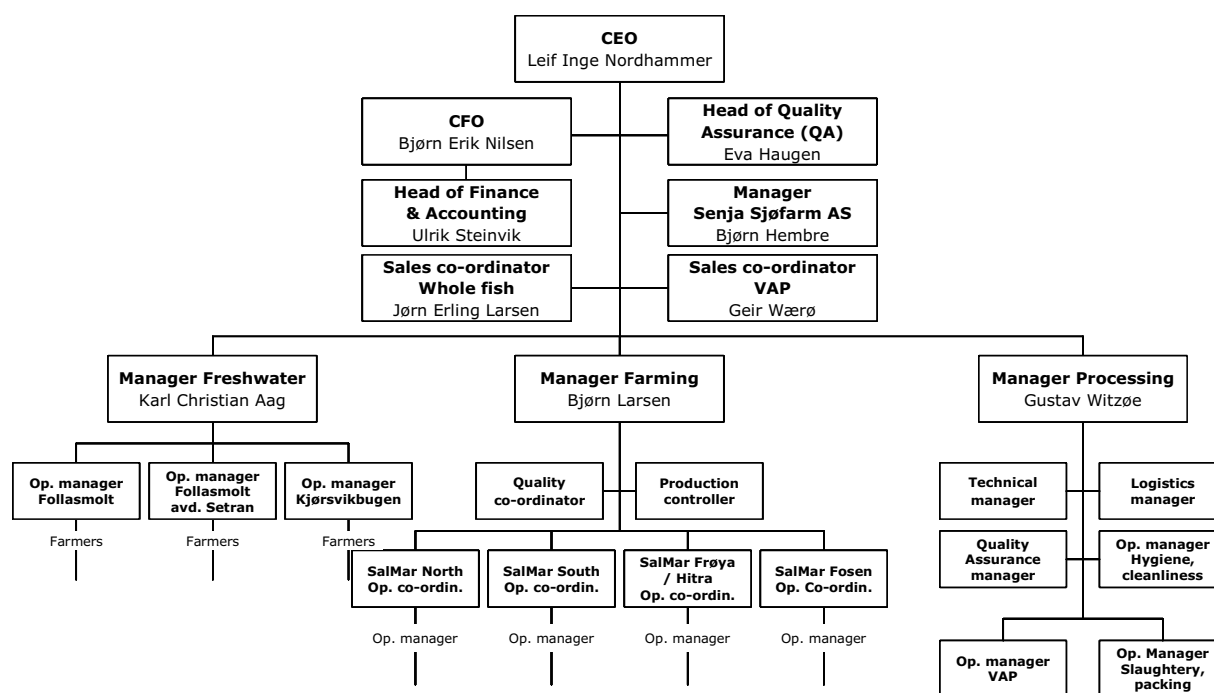 CEO
Leif Inge Nordhammer
CFO
Bjørn Erik Nilsen
Head of Quality
Assurance (QA)
Eva Haugen
Head of Finance
& Accounting
Ulrik Steinvik
Manager
Senja Sjøfarm AS
Bjørn Hembre
Sales co-ordinator
Whole fish
Jørn Erling Larsen
Sales co-ordinator
VAP
Geir Wærø
Manager Freshwater
Karl Christian Aag
Manager Farming
Bjørn Larsen
Manager Processing
Gustav Witzøe
Op. manager
Follasmolt
Op. manager
Follasmolt
avd. Setran
Op. manager
Kjørsvikbugen
Quality
co-ordinator
Production
controller
Technical
manager
Logistics
manager
Farmers
Farmers
Farmers
SalMar North
Op. co-ordin.
SalMar South
Op. co-ordin.
SalMar Frøya
/ Hitra
Op. co-ordin.
SalMar Fosen
Op. Co-ordin.
Quality
Assurance
manager
Op. manager
Hygiene,
cleanliness
Op. manager
Op. manager
Op. manager
Op. manager
Op. manager
VAP
Op. Manager
Slaughtery,
packing